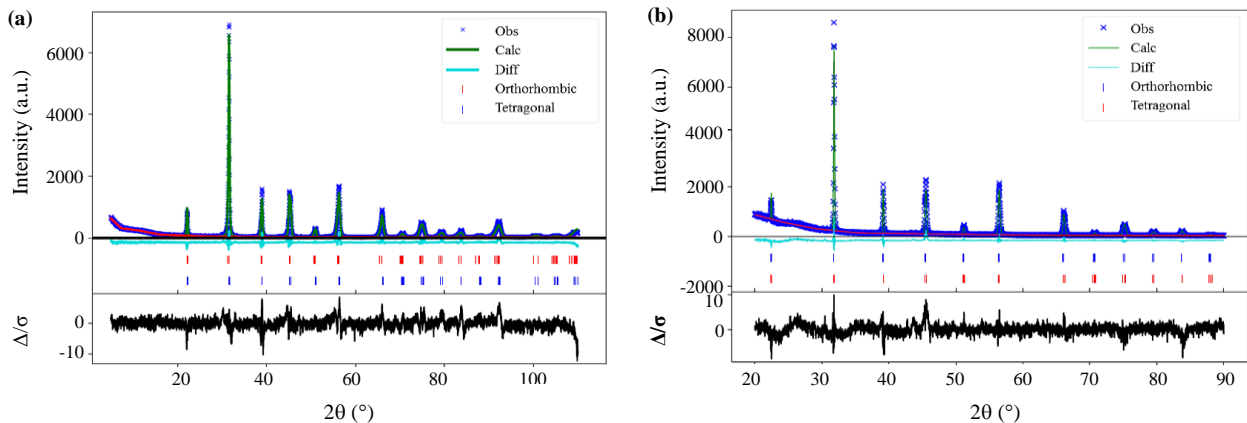 (a)
Intensity (a.u.)
6000
4000
2000
0
Obs
Calc
Diff
Orthorhombic
Tetragonal
Δ/σ
0
-10
20 40 60 80 100
2θ (°)
(b)
Intensity (a.u.)
8000
6000
4000
2000
0
-2000
Obs
Calc
Diff
Orthorhombic
Tetragonal
Δ/σ
10
0
20 30 40 50 60 70 80 90
2θ (°)